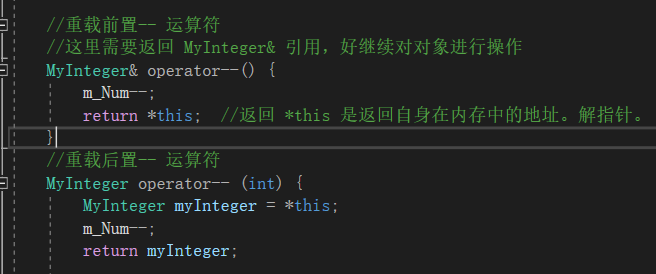 //重载前置-- 运算符
//这里需要返回 MyInteger& 引用，好继续对对象进行操作
MyInteger& operator--() {
m_Num--;
return *this; //返回 *this 是返回自身在内存中的地址。解指针。
}
//重载后置-- 运算符
MyInteger operator-- (int) {
MyInteger myInteger = *this;
m_Num--;
return myInteger;